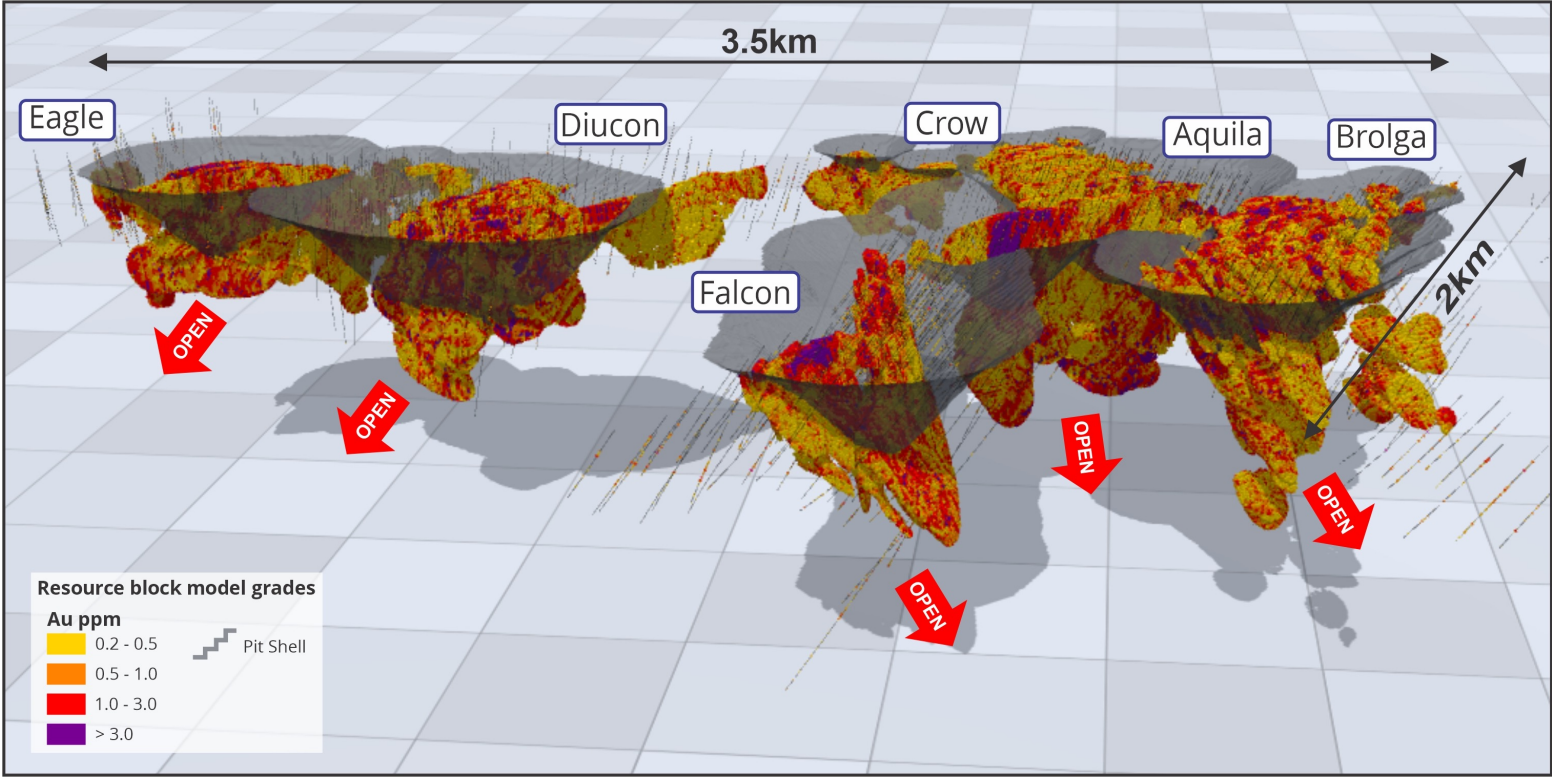 3.5km
Eagle
Diucon
Crow
Aquila
Brolga
2km
Falcon
OPEN
OPEN
OPEN
OPEN
OPEN
Resource block model grades
Au ppm
0.2 - 0.5
Pit Shell
0.5 - 1.0
1.0 - 3.0
> 3.0